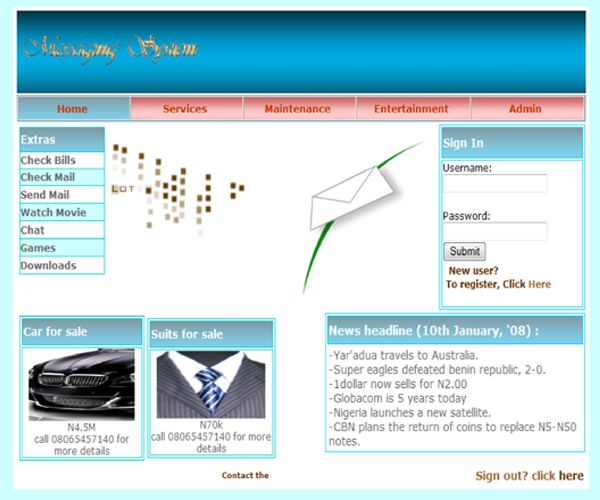 Messaging System
Home Services Maintenance Entertainment Admin
Extras
Check Bills
Check Mail
Send Mail
Watch Movie
Chat
Games
Downloads
LOT
Sign In
Username:
Password:
Submit
New user?
To register, Click Here
Car for sale
N4.5M
call 08065457140 for
more details
Suits for sale
N70k
call 08065457140 for more
details
News headline (10th January, '08) :
-Yar'adua travels to Australia.
-Super eagles defeated benin republic, 2-0.
-1dollar now sells for N2.00
-Globacom is 5 years today
-Nigeria launches a new satellite.
-CBN plans the return of coins to replace N5-N50
notes.
Contact the
Sign out? click here